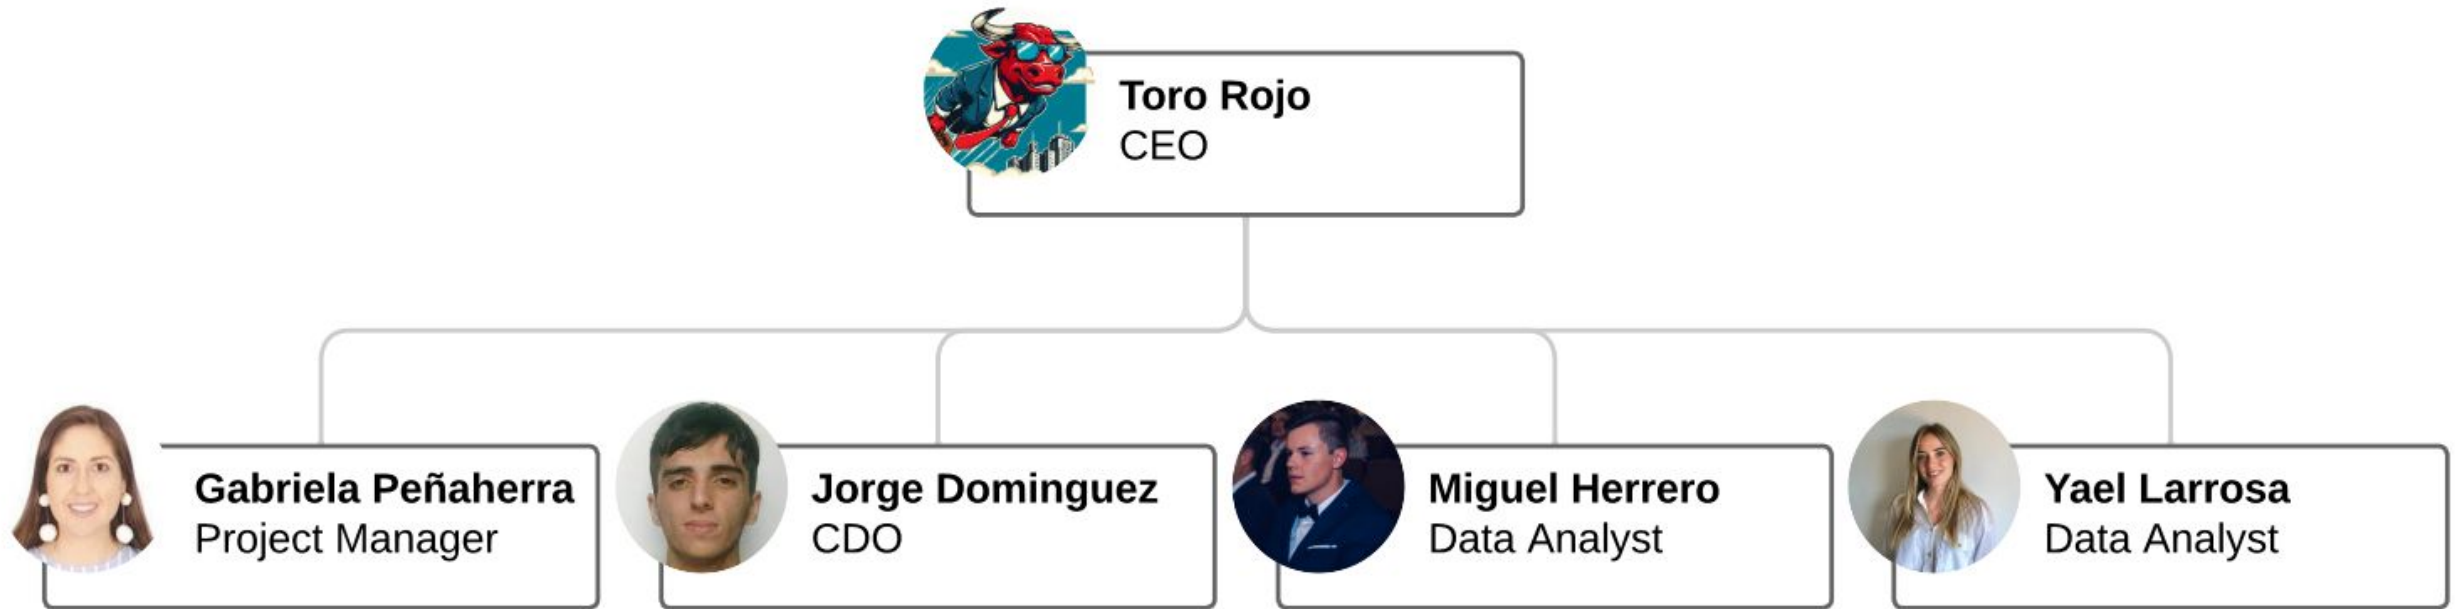 Toro Rojo
CEO
Gabriela Peñaherra
Project Manager
Jorge Dominguez
CDO
Miguel Herrero
Data Analyst
Yael Larrosa
Data Analyst